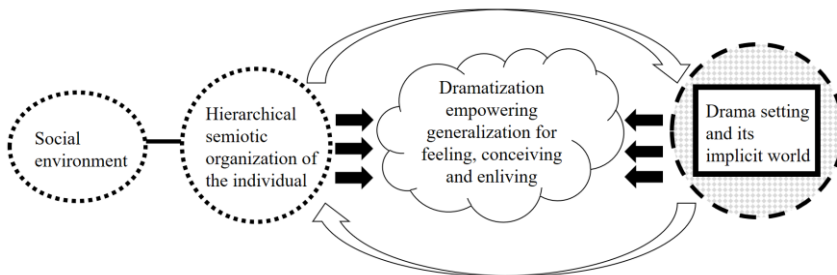 Social
environment
Hierarchical
semiotic
organization of
the individual
Dramatization
empowering
generalization for
feeling, conceiving
and enliving
Drama setting
and its
implicit world